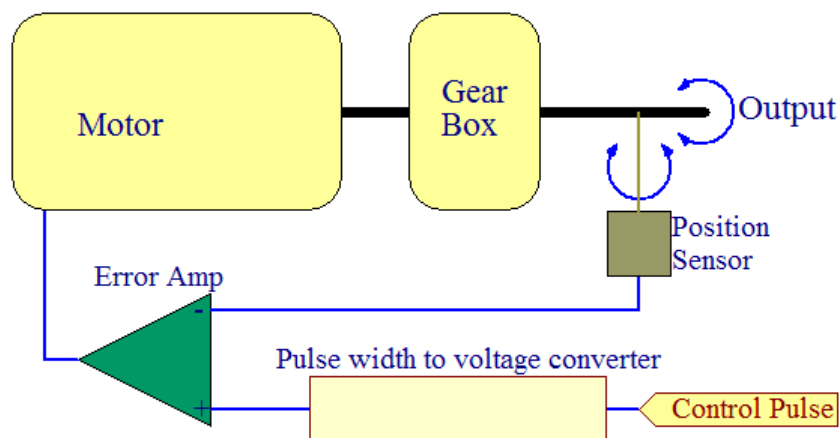 Motor
Gear
Box
Output
Position
Sensor
Error Amp
-
+
Pulse width to voltage converter
Control Pulse